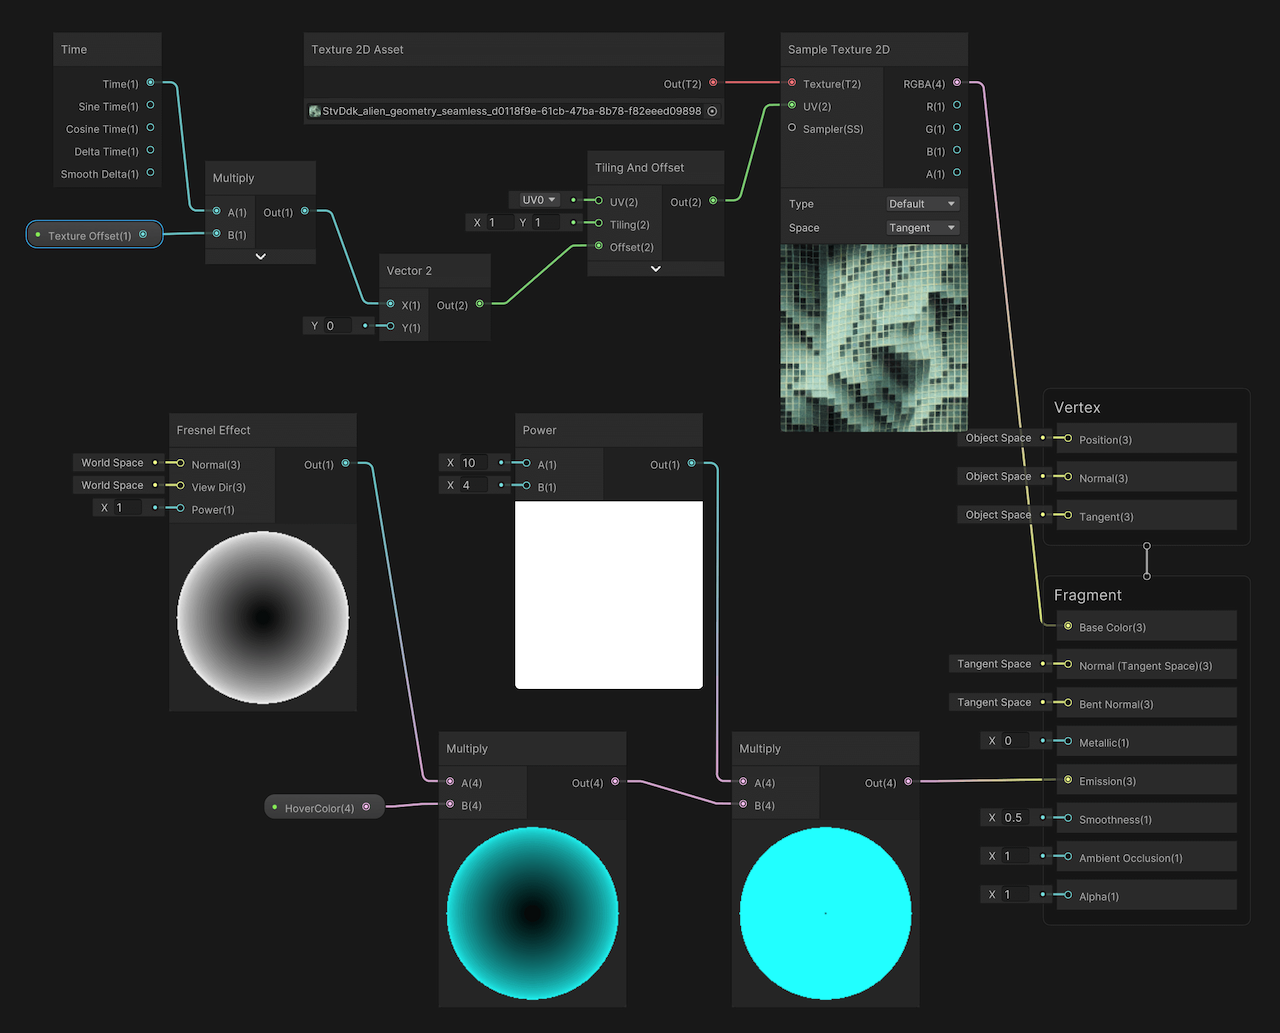 Time
Time(1)
Sine Time(1)
Cosine Time(1)
Delta Time(1)
Smooth Delta(1)
Texture Offset(1)
Multiply
A(1) Out(1)
B(1)
Texture 2D Asset
Out(T2)
StvDdk_alien_geometry_seamless_d0118f9e-61cb-47ba-8b78-f82eeed09898
Vector 2
X(1) Out(2)
Y 0 Y(1)
Tiling And Offset
UV0 UV(2) Out(2)
X 1 Y 1 Tiling(2)
Offset(2)
Sample Texture 2D
Texture(T2) RGBA(4)
UV(2) R(1)
Sampler(SS) G(1)
B(1)
A(1)
Type Default
Space Tangent
Fresnel Effect
World Space Normal(3) Out(1)
World Space View Dir(3)
X 1 Power(1)
Power
X 10 A(1) Out(1)
X 4 B(1)
HoverColor(4)
Multiply
A(4) Out(4)
B(4)
Multiply
A(4) Out(4)
B(4)
Vertex
Object Space Position(3)
Object Space Normal(3)
Object Space Tangent(3)
Fragment
Base Color(3)
Tangent Space Normal (Tangent Space)(3)
Tangent Space Bent Normal(3)
X 0 Metallic(1)
Emission(3)
X 0.5 Smoothness(1)
X 1 Ambient Occlusion(1)
X 1 Alpha(1)